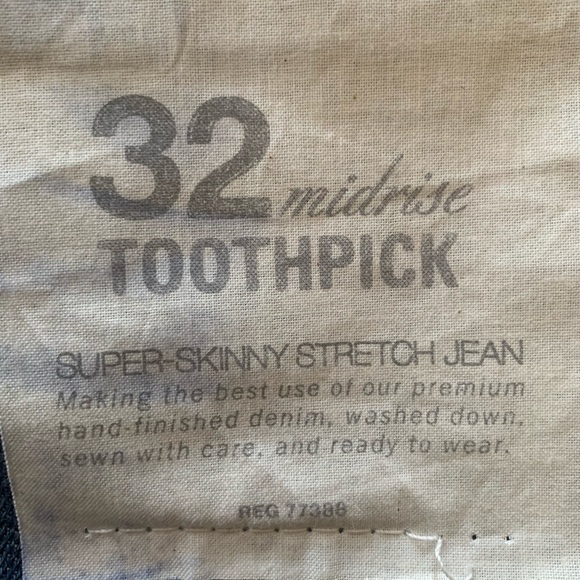 32 midrise
TOOTHPICK
SUPER-SKINNY STRETCH JEAN
Making the best use of our premium
hand-finished denim, washed down,
sewn with care, and ready to wear.
REG 77388